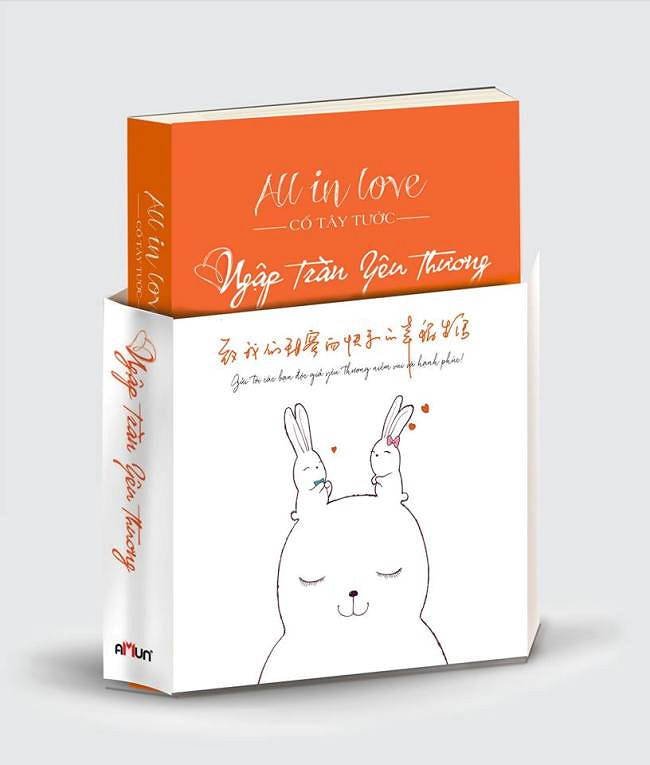 All in love
CỐ TÂY TƯỚC
Ngập Tràn Yêu Thương
All in love
CỐ TÂY TƯỚC
Gửi tới các bạn độc giả yêu thương niềm vui và hạnh phúc!
Ngập Tràn Yêu Thương
AMUN